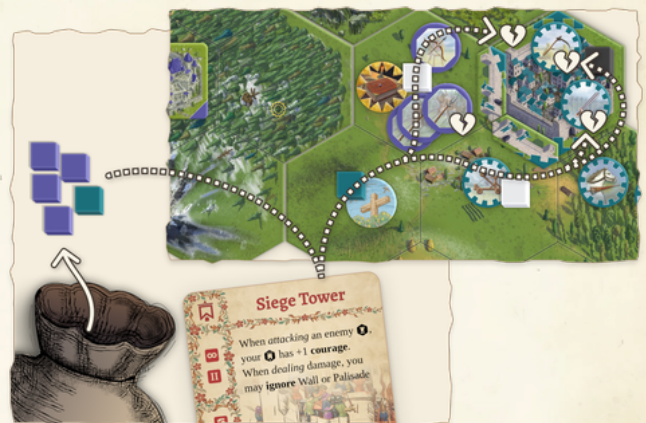 Siege Tower
When attacking an enemy ,
your has +1 courage.
When dealing damage, you
may ignore Wall or Palisade
II